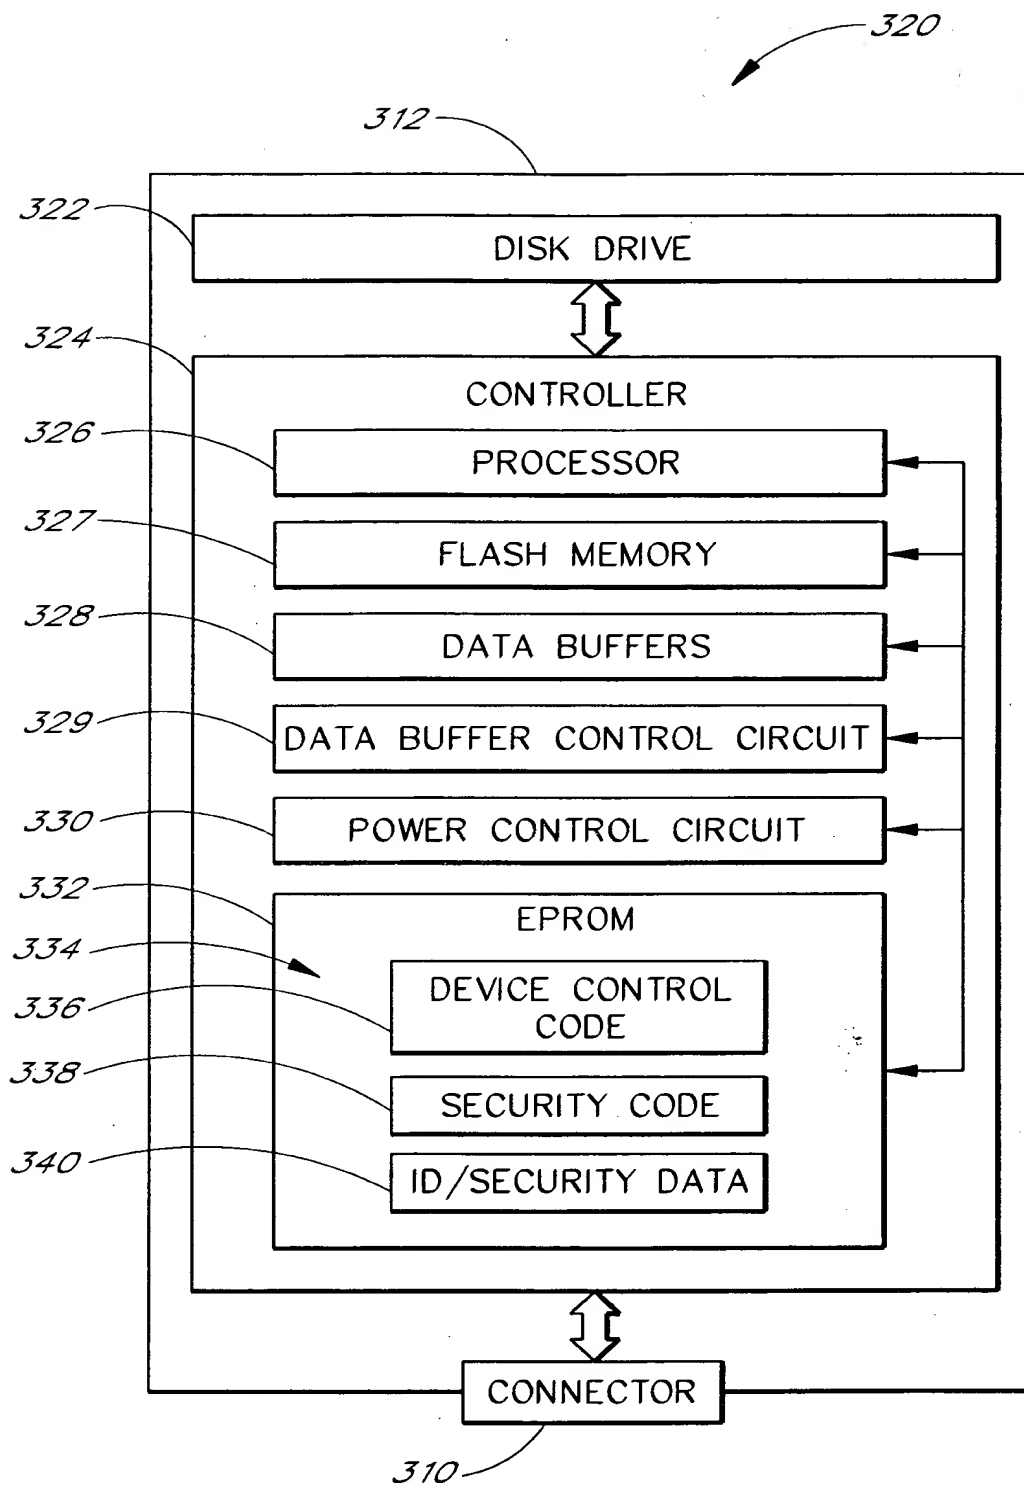 320
312
322
DISK DRIVE
324
CONTROLLER
326
PROCESSOR
327
FLASH MEMORY
328
DATA BUFFERS
329
DATA BUFFER CONTROL CIRCUIT
330
POWER CONTROL CIRCUIT
332
EPROM
334
336
DEVICE CONTROL
CODE
338
SECURITY CODE
340
ID/SECURITY DATA
CONNECTOR
310